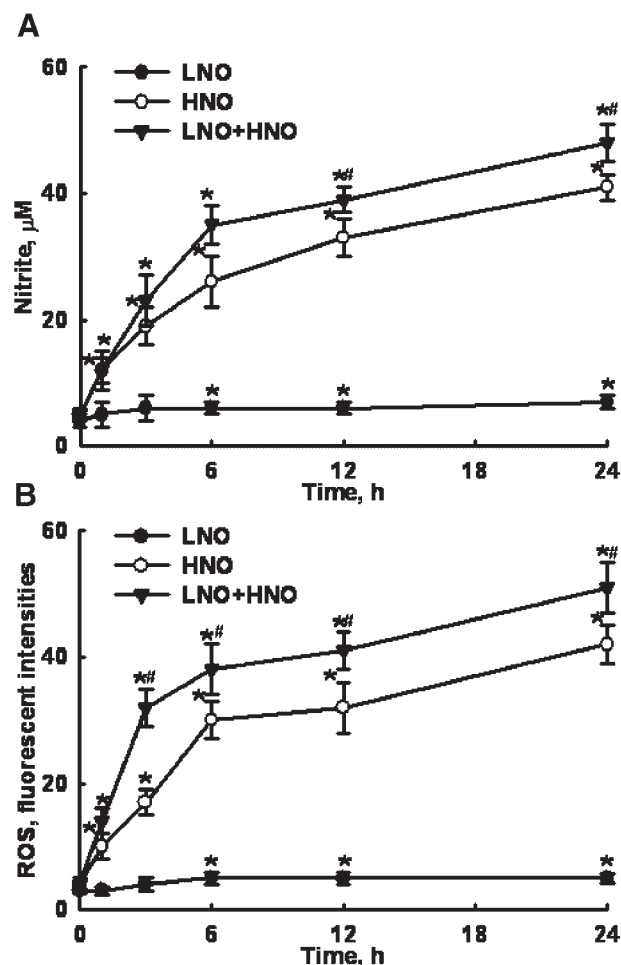 A
60
LNO
HNO
LNO+HNO
*#
*
* *#
40 *
*
* *
20
* *
* * *
0
0 6 12 18 24
Nitrite, µM
Time, h
B
60
LNO
HNO
LNO+HNO
*#
*# *#
*
40
*# * *
*
20
* *
* * *
0
0 6 12 18 24
ROS, fluorescent intensities
Time, h